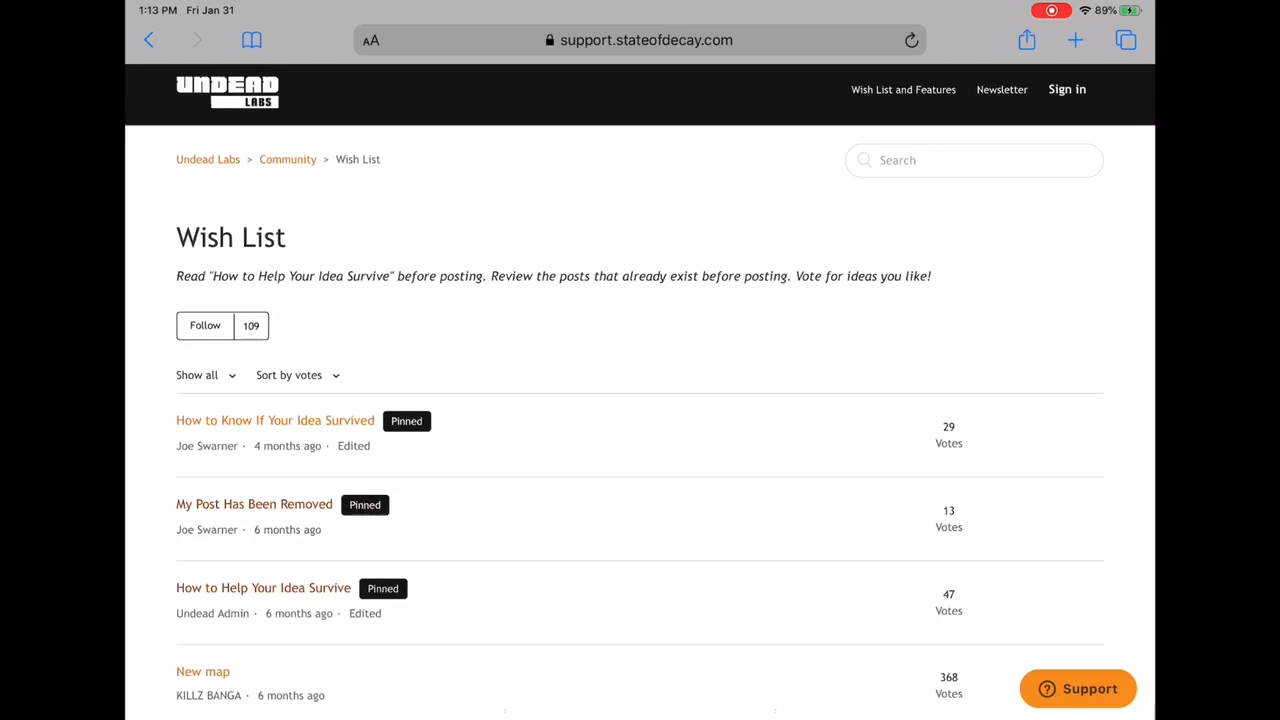 1:13 PM Fri Jan 31 89%
AA support.stateofdecay.com
UNDEAD
LABS
Wish List and Features Newsletter Sign in
Undead Labs > Community > Wish List
Search
Wish List
Read "How to Help Your Idea Survive" before posting. Review the posts that already exist before posting. Vote for ideas you like!
Follow 109
Show all Sort by votes
How to Know If Your Idea Survived Pinned
Joe Swarner · 4 months ago · Edited
29
Votes
My Post Has Been Removed Pinned
Joe Swarner · 6 months ago
13
Votes
How to Help Your Idea Survive Pinned
Undead Admin · 6 months ago · Edited
47
Votes
New map
KILLZ BANGA · 6 months ago
368
Votes
Support